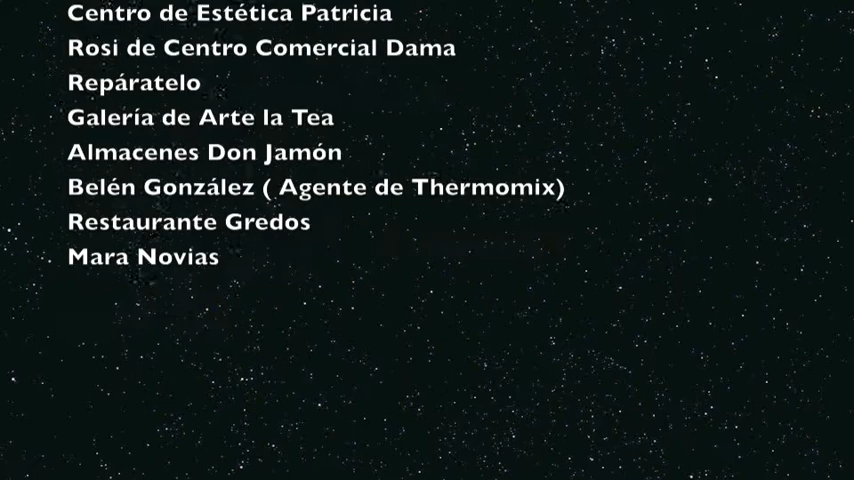 Centro de Estética Patricia
Rosi de Centro Comercial Dama
Repáratelo
Galería de Arte la Tea
Almacenes Don Jamón
Belén González ( Agente de Thermomix)
Restaurante Gredos
Mara Novias